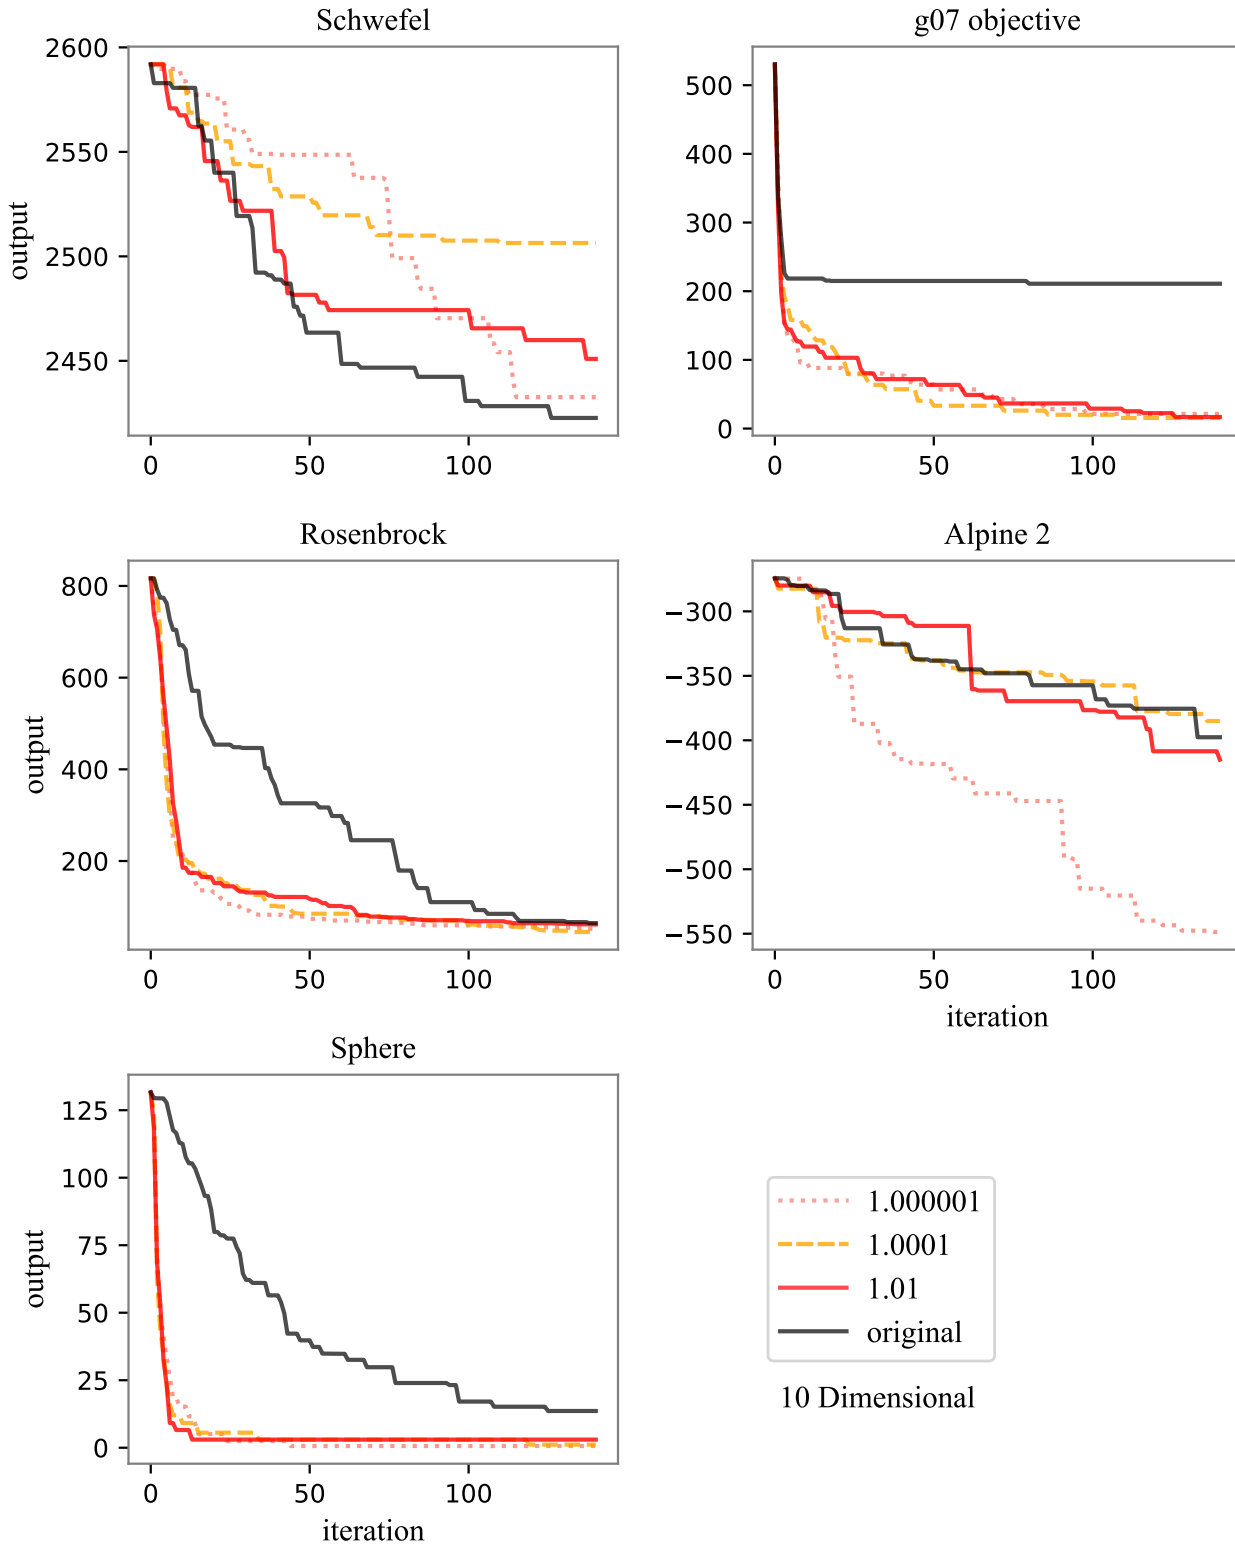 Schwefel
2600
2550
2500
2450
output
0 50 100
g07 objective
500
400
300
200
100
0
0 50 100
Rosenbrock
800
600
400
200
output
0 50 100
Alpine 2
−300
−350
−400
−450
−500
−550
0 50 100
iteration
Sphere
125
100
75
50
25
0
output
0 50 100
iteration
1.000001
1.0001
1.01
original
10 Dimensional